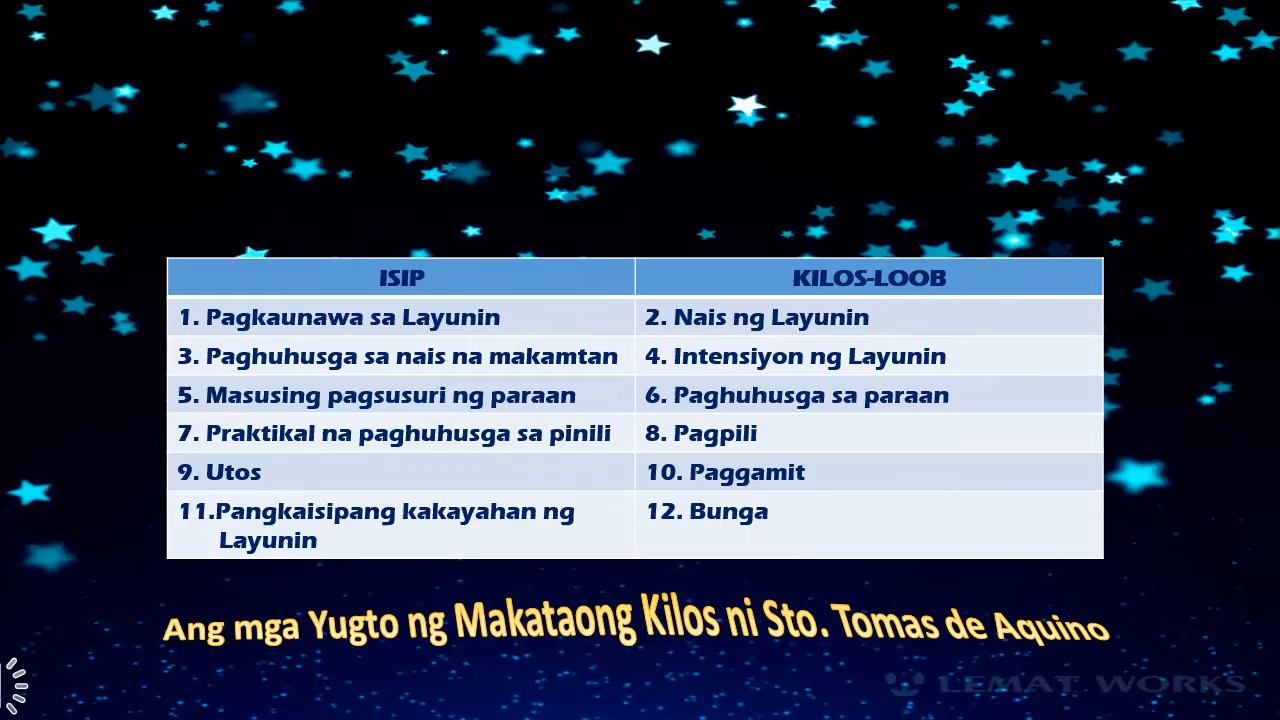 ISIP KILOS-LOOB
1. Pagkaunawa sa Layunin 2. Nais ng Layunin
3. Paghuhusga sa nais na makamtan 4. Intensiyon ng Layunin
5. Masusing pagsusuri ng paraan 6. Paghuhusga sa paraan
7. Praktikal na paghuhusga sa pinili 8. Pagpili
9. Utos 10. Paggamit
11.Pangkaisipang kakayahan ng 12. Bunga
Layunin
Ang mga Yugto ng Makataong Kilos ni Sto. Tomas de Aquino
LEMAT WORKS